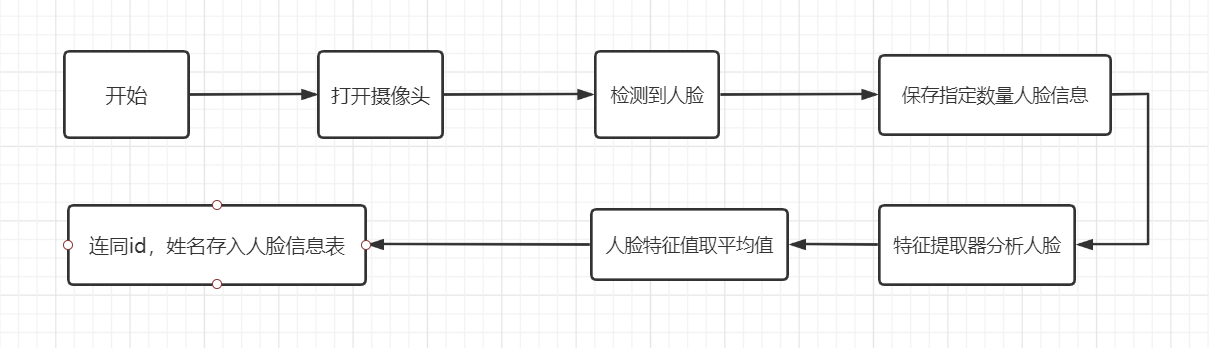 开始
打开摄像头
检测到人脸
保存指定数量人脸信息
特征提取器分析人脸
人脸特征值取平均值
连同id，姓名存入人脸信息表